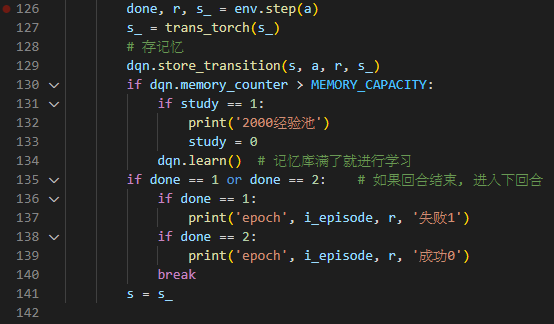 126 done, r, s_ = env.step(a)
127 s_ = trans_torch(s_)
128 # 存记忆
129 dqn.store_transition(s, a, r, s_)
130 if dqn.memory_counter > MEMORY_CAPACITY:
131 if study == 1:
132 print('2000经验池')
133 study = 0
134 dqn.learn() # 记忆库满了就进行学习
135 if done == 1 or done == 2: # 如果回合结束, 进入下回合
136 if done == 1:
137 print('epoch', i_episode, r, '失败1')
138 if done == 2:
139 print('epoch', i_episode, r, '成功0')
140 break
141 s = s_
142